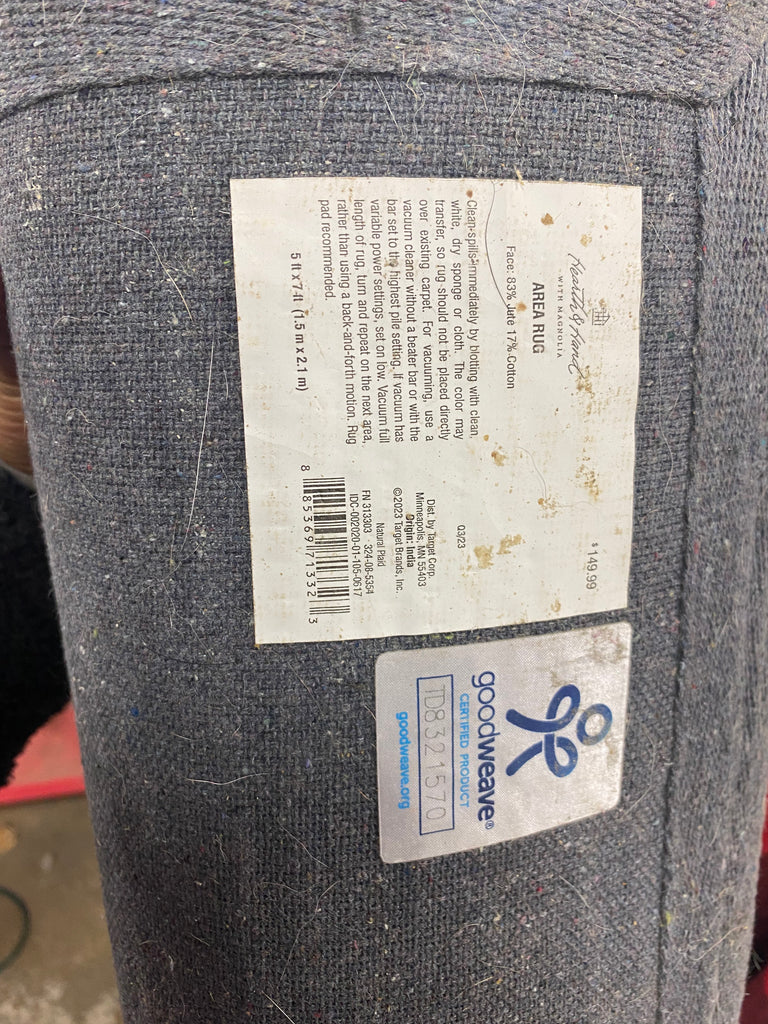 Hearth & Hand
WITH MAGNOLIA
$149.99
AREA RUG
Face: 83% Jute 17% Cotton
Q3/23
Clean spills immediately by blotting with clean,
white, dry sponge or cloth. The color may
transfer, so rug should not be placed directly
over existing carpet. For vacuuming, use a
vacuum cleaner without a beater bar or with the
bar set to the highest pile setting. If vacuum has
variable power settings, set on low. Vacuum full
length of rug, turn and repeat on the next area,
rather than using a back-and-forth motion. Rug
pad recommended.
5 ft x 7 ft (1.5 m x 2.1 m)
Dist. by Target Corp.
Minneapolis, MN 55403
Origin: India
©2023 Target Brands, Inc.
Natural Plaid
FN 313303 324-08-5354
IDC-002020-01-105-0617
8 85369 71332 3
goodweave®
CERTIFIED PRODUCT
TD8321570
goodweave.org